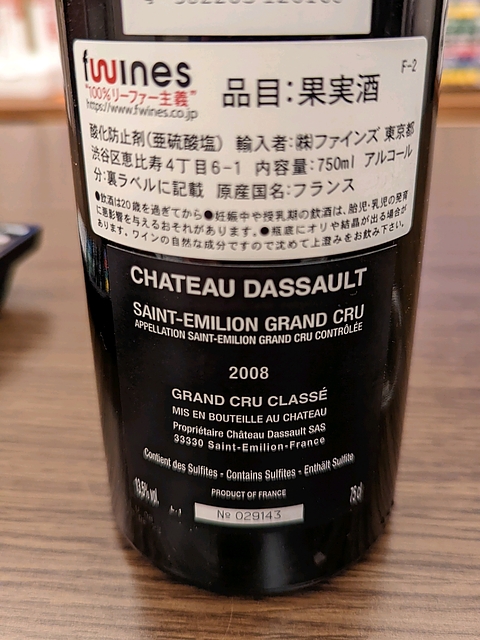 fwines
"100%リーファー主義"
https://www.fwines.co.jp
品目：果実酒
F-2
酸化防止剤(亜硫酸塩) 輸入者：㈱ファインズ 東京都
渋谷区恵比寿４丁目６-１ 内容量：750ml アルコール
分：裏ラベルに記載 原産国名：フランス
●飲酒は20歳を過ぎてから●妊娠中や授乳期の飲酒は、胎児・乳児の発育
に悪影響を与えるおそれがあります。●瓶底にオリや結晶が出る場合が
あります。ワインの自然な成分ですので沈めて上澄みをお飲み下さい。
CHATEAU DASSAULT
SAINT-EMILION GRAND CRU
APPELLATION SAINT-EMILION GRAND CRU CONTRÔLÉE
2008
GRAND CRU CLASSÉ
MIS EN BOUTEILLE AU CHATEAU
Propriétaire Château Dassault SAS
33330 Saint-Emilion-France
Contient des Sulfites - Contains Sulfites - Enthält Sulfite
13,5% vol. 75 cl
PRODUCT OF FRANCE
№ 029143